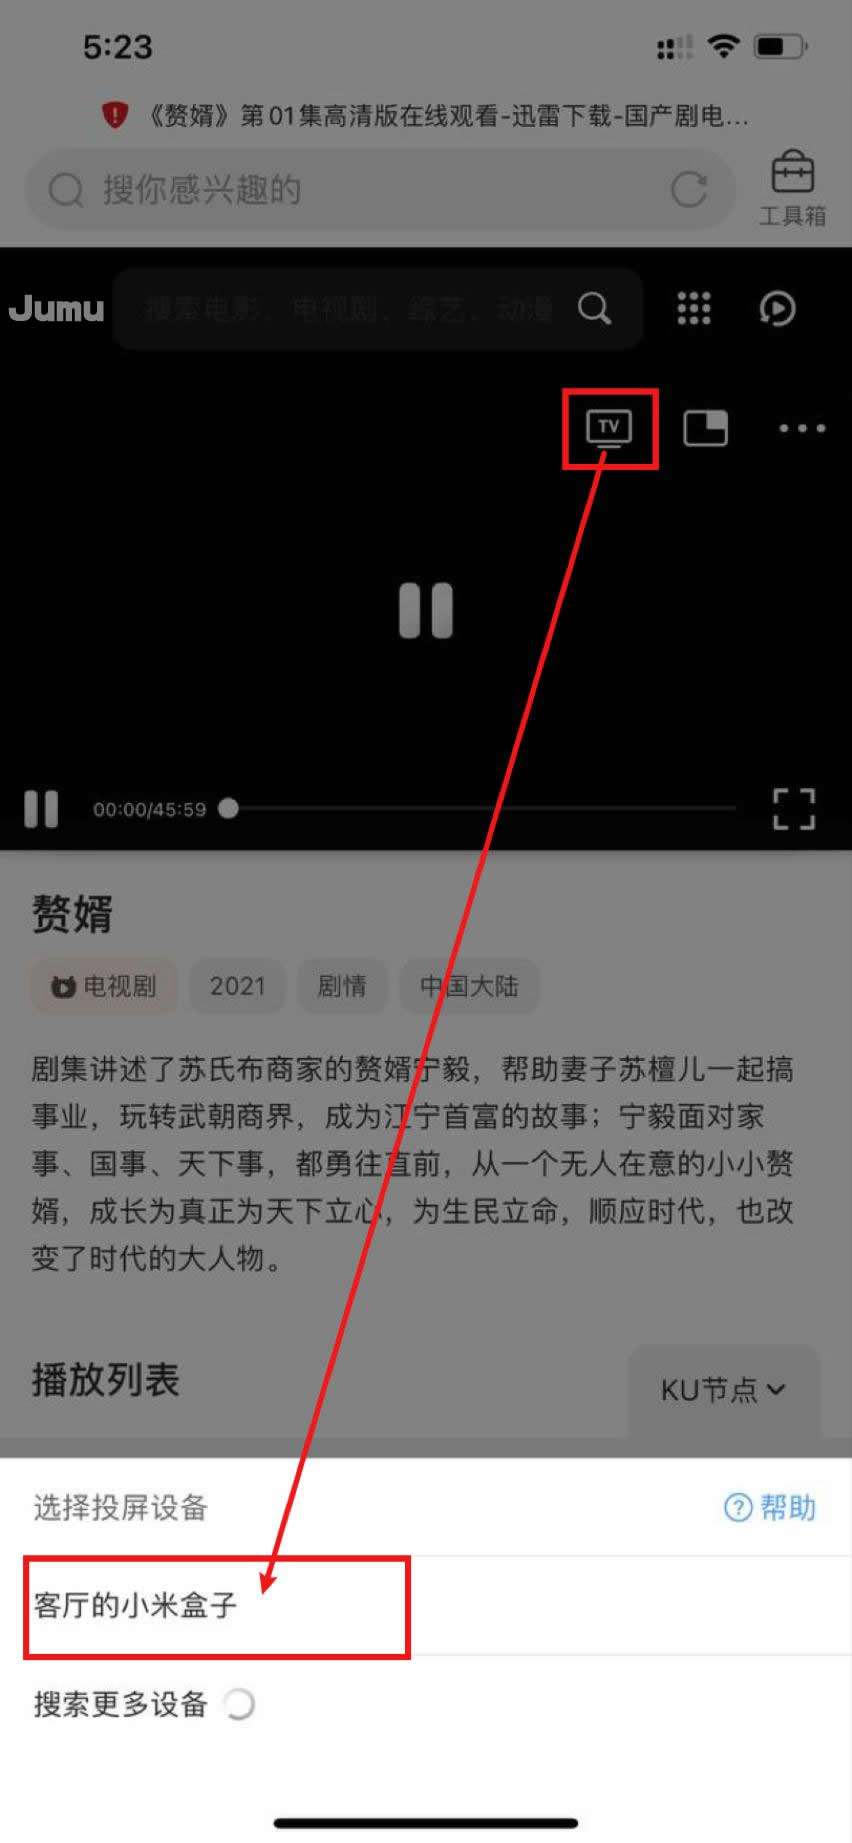 5:23
《赘婿》第01集高清版在线观看-迅雷下载-国产剧电...
搜你感兴趣的
工具箱
Jumu
搜索电影、电视剧、综艺、动漫
TV
00:00/45:59
赘婿
电视剧
2021
剧情
中国大陆
剧集讲述了苏氏布商家的赘婿宁毅，帮助妻子苏檀儿一起搞
事业，玩转武朝商界，成为江宁首富的故事；宁毅面对家
事、国事、天下事，都勇往直前，从一个无人在意的小小赘
婿，成长为真正为天下立心，为生民立命，顺应时代，也改
变了时代的大人物。
播放列表
KU节点
选择投屏设备
帮助
客厅的小米盒子
搜索更多设备